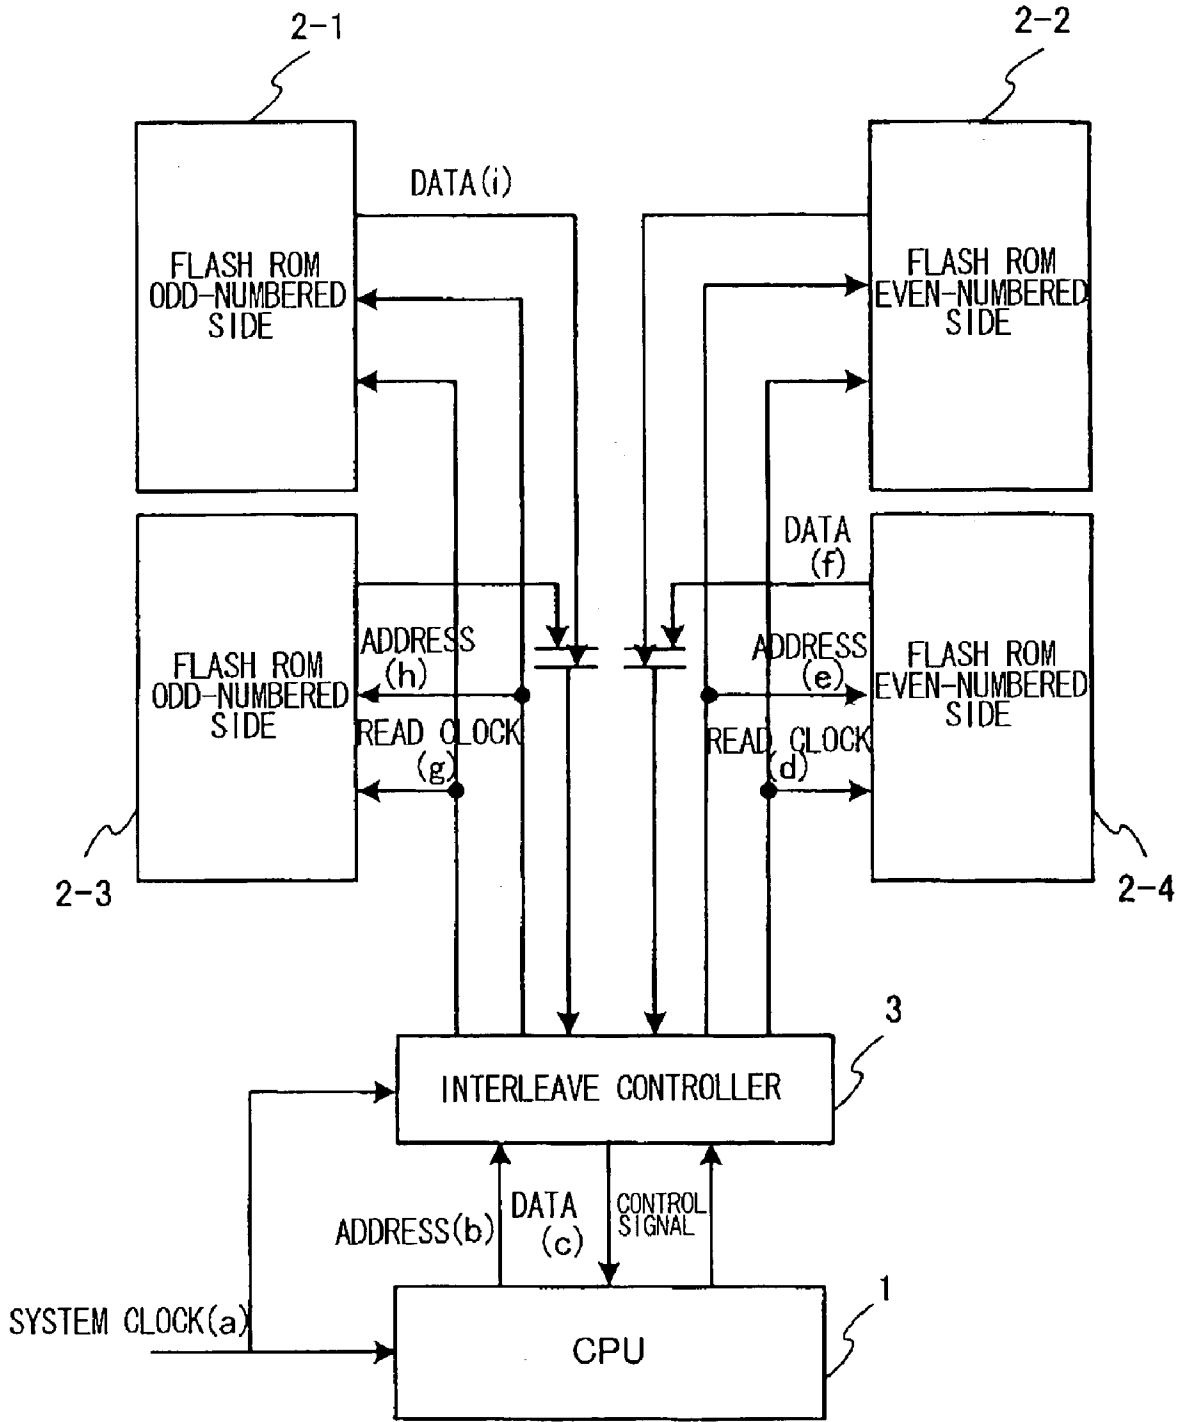 2-1
2-2
DATA(i)
FLASH ROM
ODD-NUMBERED
SIDE
FLASH ROM
EVEN-NUMBERED
SIDE
DATA
(f)
ADDRESS
(h)
ADDRESS
(e)
FLASH ROM
ODD-NUMBERED
SIDE
FLASH ROM
EVEN-NUMBERED
SIDE
READ CLOCK
(g)
READ CLOCK
(d)
2-3
2-4
3
INTERLEAVE CONTROLLER
ADDRESS(b)
DATA
(c)
CONTROL
SIGNAL
1
SYSTEM CLOCK(a)
CPU